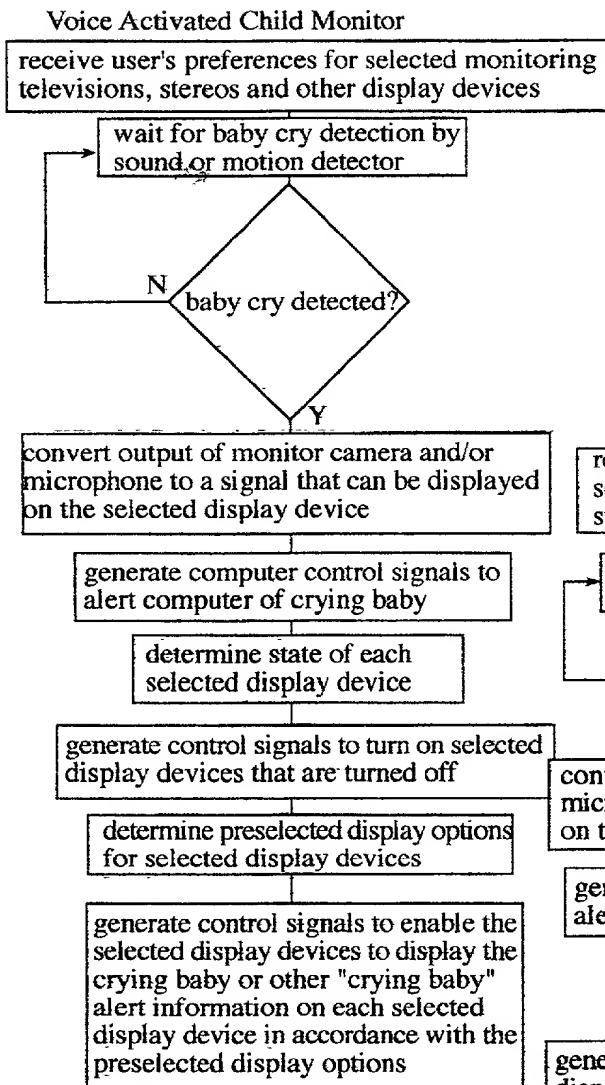 Voice Activated Child Monitor
receive user's preferences for selected monitoring
televisions, stereos and other display devices
wait for baby cry detection by
sound or motion detector
N
baby cry detected?
Y
convert output of monitor camera and/or
microphone to a signal that can be displayed
on the selected display device
generate computer control signals to
alert computer of crying baby
determine state of each
selected display device
generate control signals to turn on selected
display devices that are turned off
determine preselected display options
for selected display devices
generate control signals to enable the
selected display devices to display the
crying baby or other "crying baby"
alert information on each selected
display device in accordance with the
preselected display options
on t